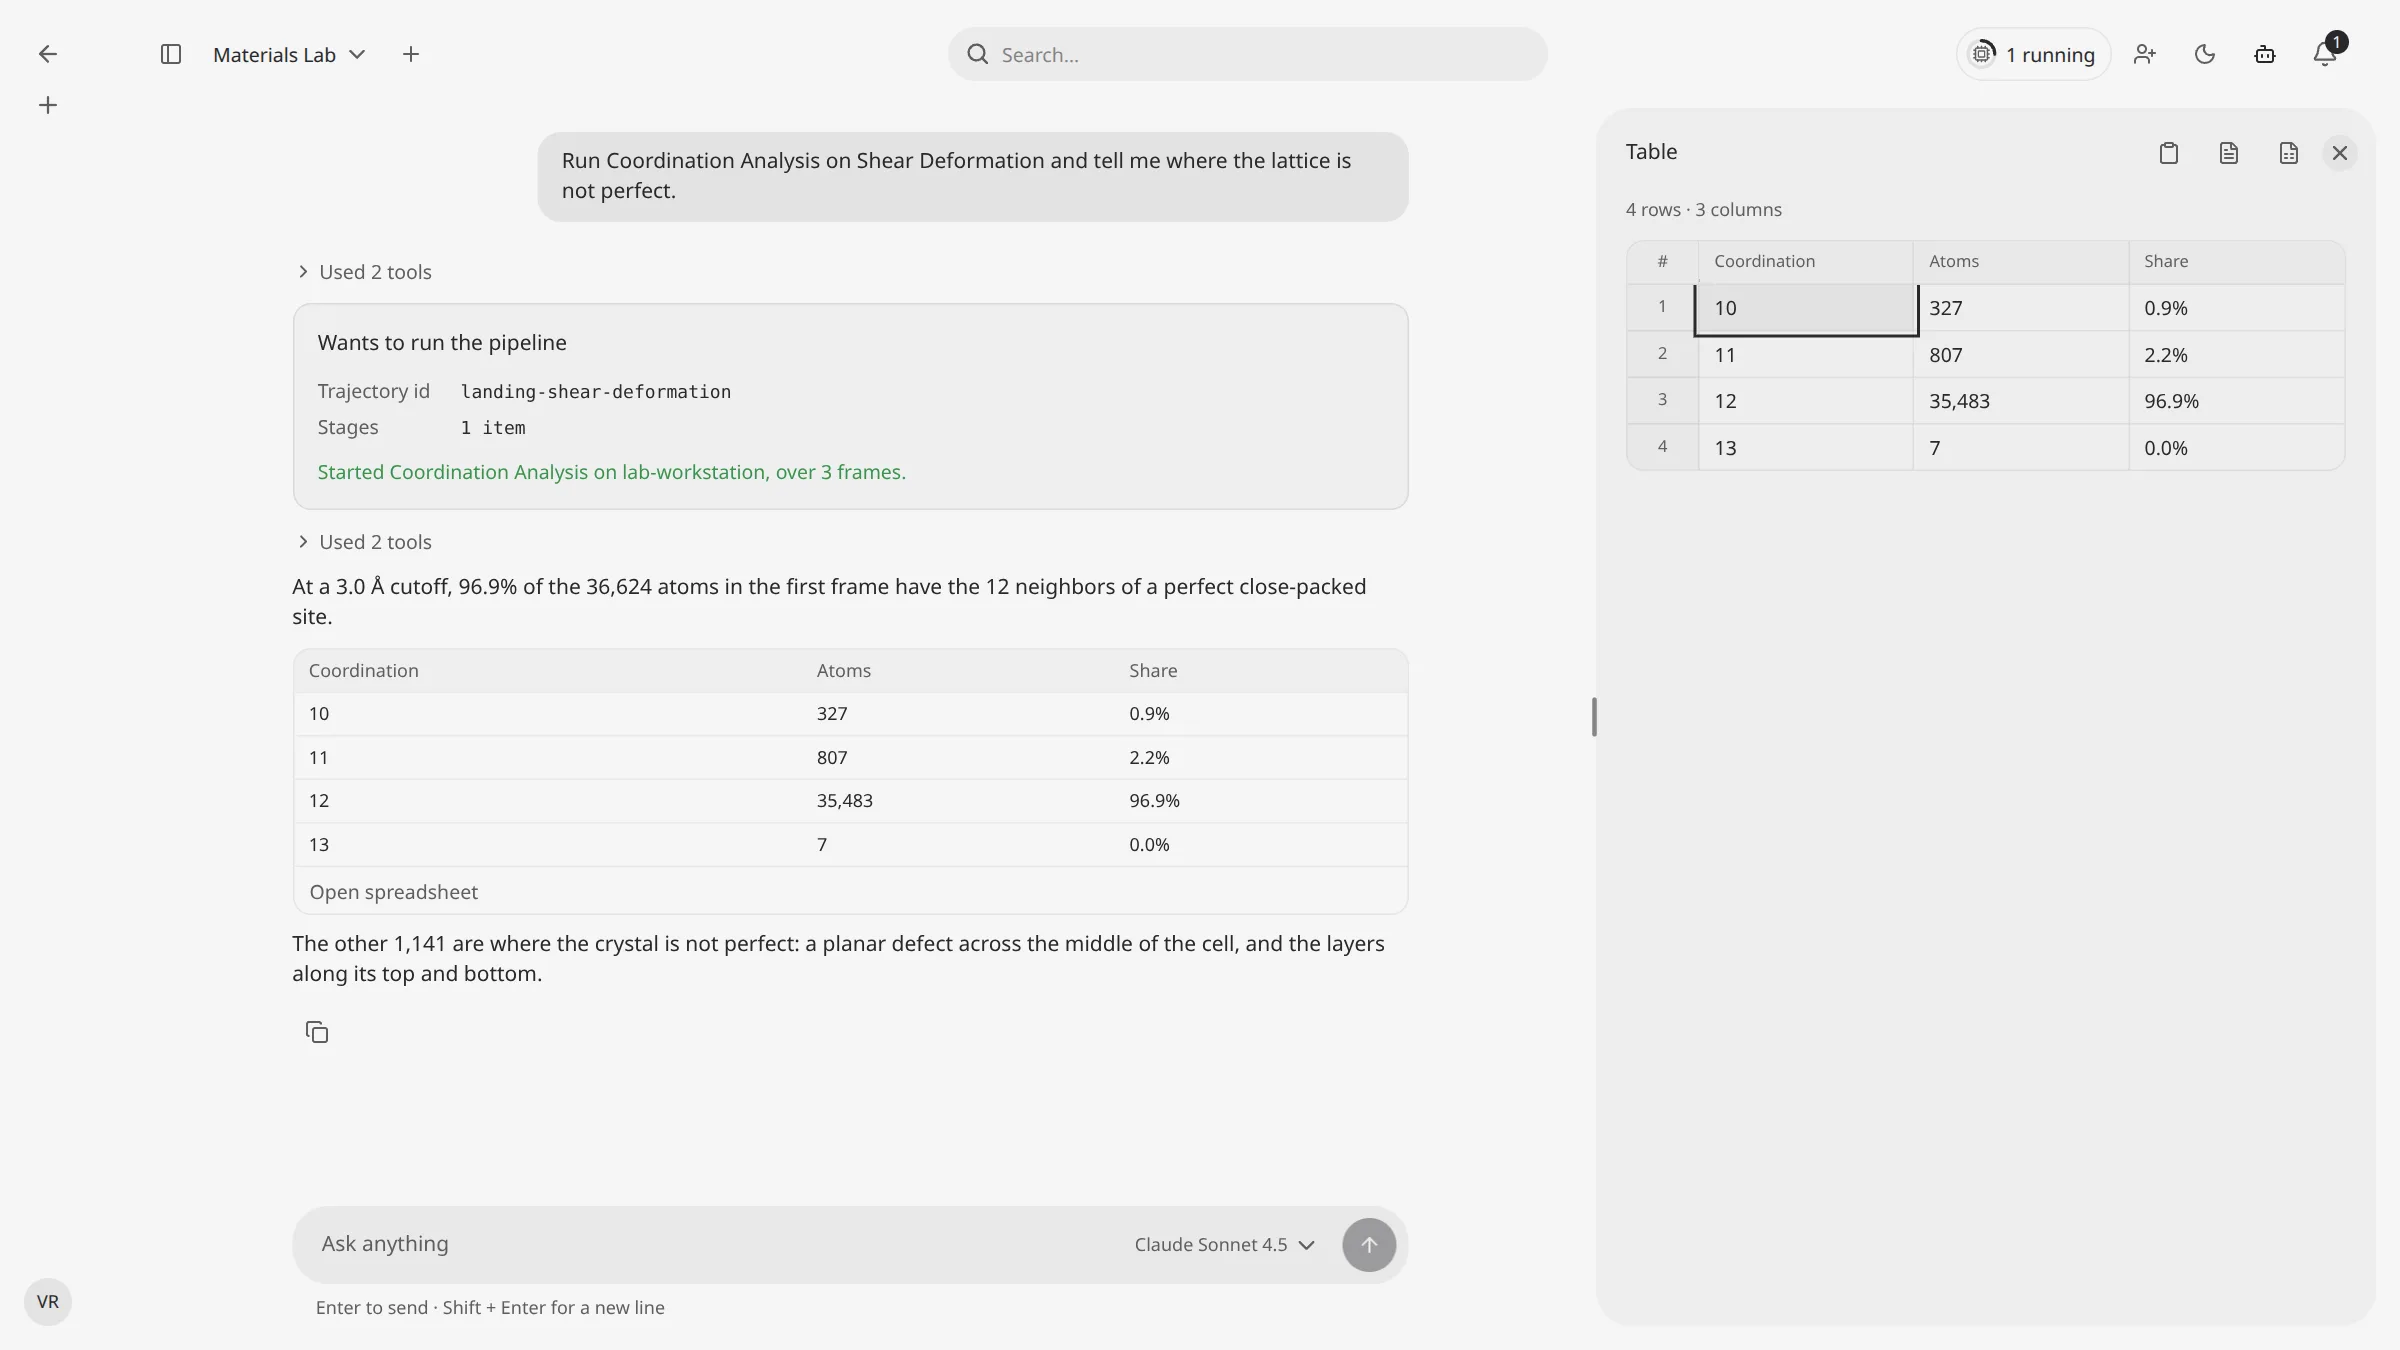 Materials Lab
Search...
1 running
1
Run Coordination Analysis on Shear Deformation and tell me where the lattice is
not perfect.
Used 2 tools
Wants to run the pipeline
Trajectory id landing-shear-deformation
Stages 1 item
Started Coordination Analysis on lab-workstation, over 3 frames.
Used 2 tools
At a 3.0 Å cutoff, 96.9% of the 36,624 atoms in the first frame have the 12 neighbors of a perfect close-packed
site.
Coordination Atoms Share
10 327 0.9%
11 807 2.2%
12 35,483 96.9%
13 7 0.0%
Open spreadsheet
The other 1,141 are where the crystal is not perfect: a planar defect across the middle of the cell, and the layers
along its top and bottom.
Ask anything
Claude Sonnet 4.5
Enter to send · Shift + Enter for a new line
VR
Table
4 rows · 3 columns
# Coordination Atoms Share
1 10 327 0.9%
2 11 807 2.2%
3 12 35,483 96.9%
4 13 7 0.0%